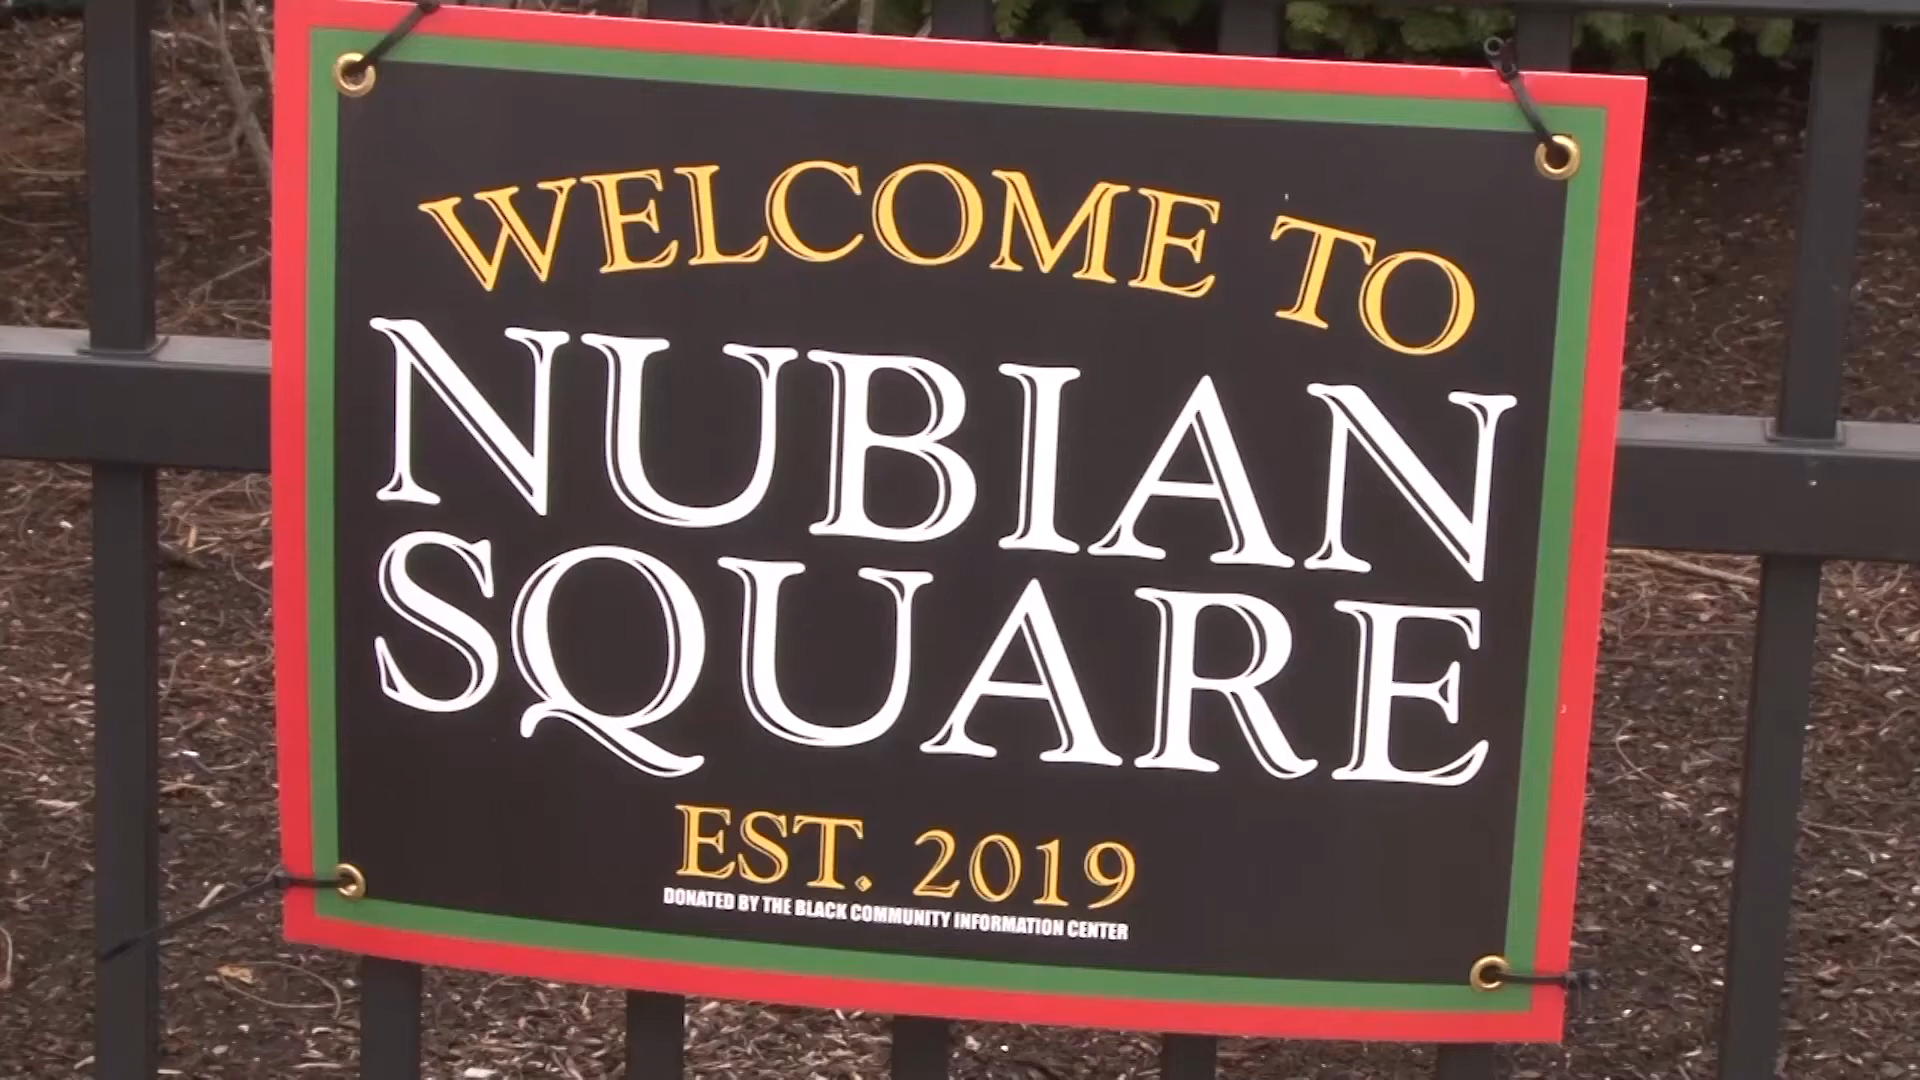 WELCOME TO
NUBIAN
SQUARE
EST. 2019
DONATED BY THE BLACK COMMUNITY INFORMATION CENTER